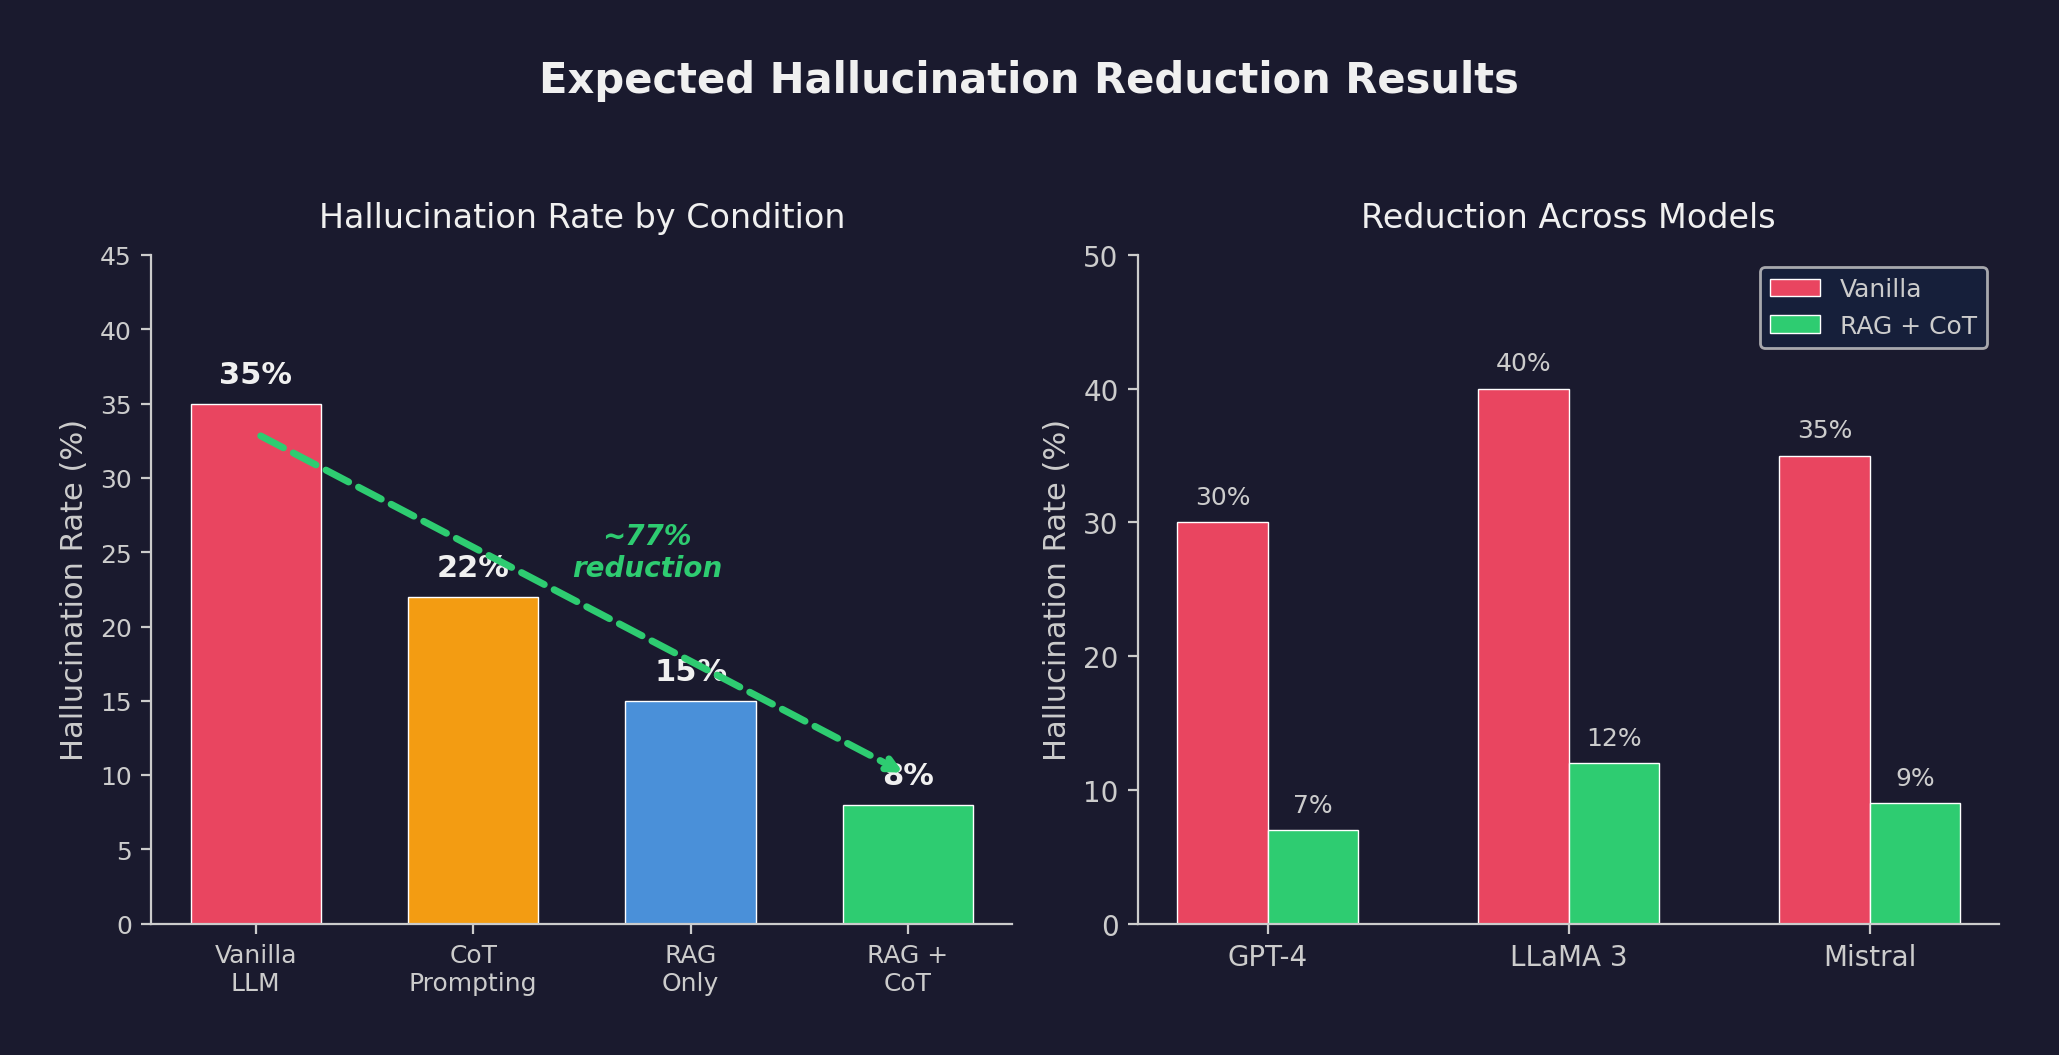 Expected Hallucination Reduction Results
Hallucination Rate by Condition
Hallucination Rate (%)
45
40
35
30
25
20
15
10
5
0
35%
22%
15%
8%
~77%
reduction
Vanilla
LLM
CoT
Prompting
RAG
Only
RAG +
CoT
Reduction Across Models
Hallucination Rate (%)
50
40
30
20
10
0
Vanilla
RAG + CoT
30%
7%
40%
12%
35%
9%
GPT-4
LLaMA 3
Mistral